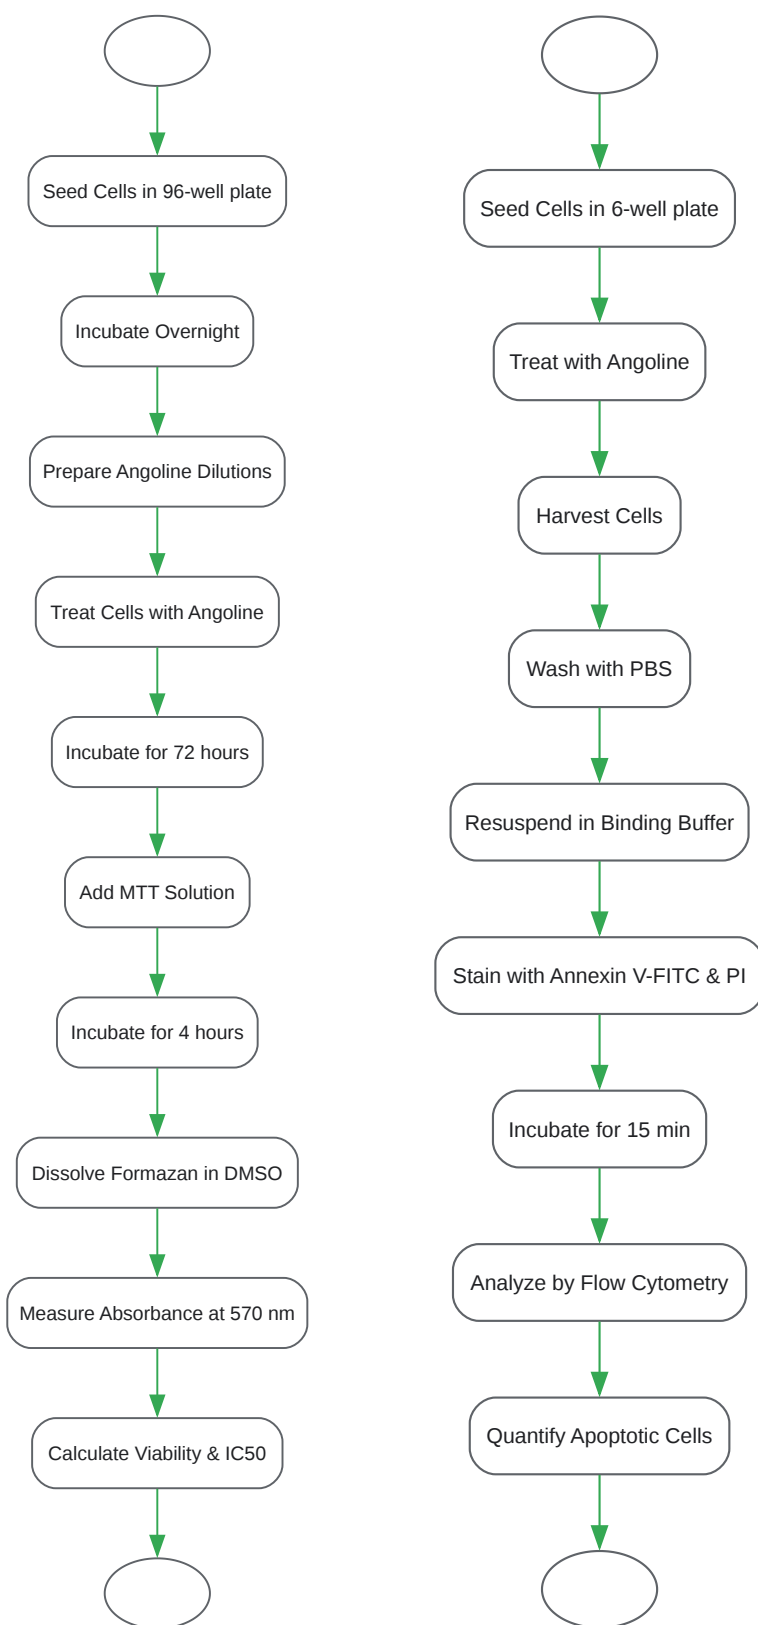 Seed Cells in 96-well plate
Incubate Overnight
Prepare Angoline Dilutions
Treat Cells with Angoline
Incubate for 72 hours
Add MTT Solution
Incubate for 4 hours
Dissolve Formazan in DMSO
Measure Absorbance at 570 nm
Calculate Viability & IC50
Seed Cells in 6-well plate
Treat with Angoline
Harvest Cells
Wash with PBS
Resuspend in Binding Buffer
Stain with Annexin V-FITC & PI
Incubate for 15 min
Analyze by Flow Cytometry
Quantify Apoptotic Cells